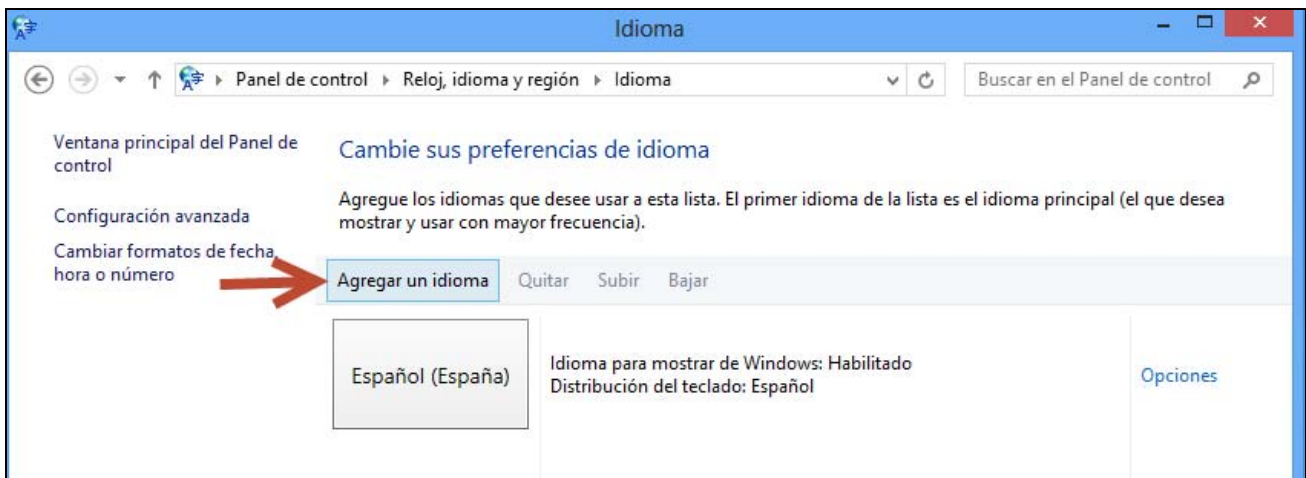 Idioma
Panel de control Reloj, idioma y región Idioma
Buscar en el Panel de control
Ventana principal del Panel de
control
Configuración avanzada
Cambiar formatos de fecha,
hora o número
Cambie sus preferencias de idioma
Agregue los idiomas que desee usar a esta lista. El primer idioma de la lista es el idioma principal (el que desea
mostrar y usar con mayor frecuencia).
Agregar un idioma Quitar Subir Bajar
Español (España)
Idioma para mostrar de Windows: Habilitado
Distribución del teclado: Español
Opciones